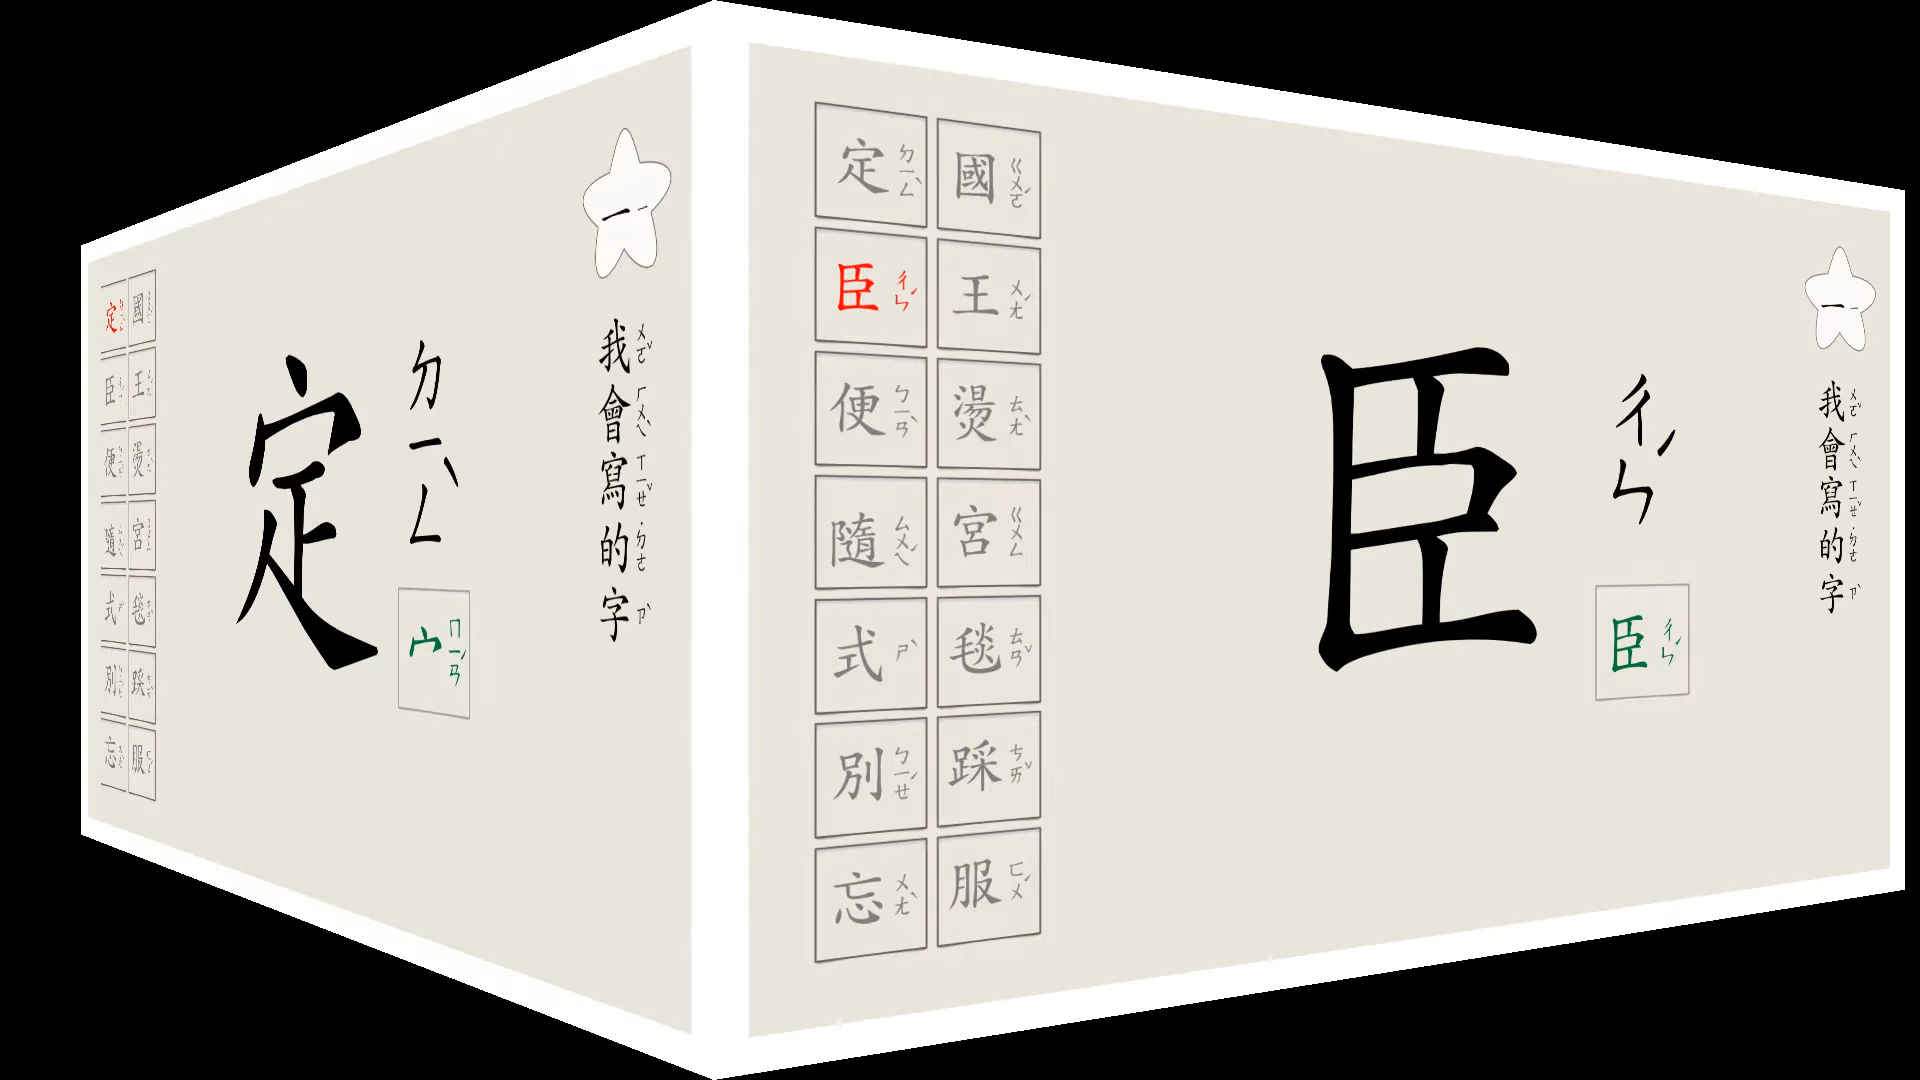 一 一
我會寫的字
ㄨㄛˇ ㄏㄨㄟˋ ㄒㄧㄝˇ ˙ㄉㄜ ㄗˋ
定 ㄉㄧㄥˋ
宀 ㄇㄧㄢˊ
國
王
燙
宮
毯
踩
服
定
臣
便
隨
式
別
忘
一 一
我會寫的字
ㄨㄛˇ ㄏㄨㄟˋ ㄒㄧㄝˇ ˙ㄉㄜ ㄗˋ
臣 ㄔㄣˊ
臣 ㄔㄣˊ
國 ㄍㄨㄛˊ
王 ㄨㄤˊ
燙 ㄊㄤˋ
宮 ㄍㄨㄥ
毯 ㄊㄢˇ
踩 ㄘㄞˇ
服 ㄈㄨˊ
定 ㄉㄧㄥˋ
臣 ㄔㄣˊ
便 ㄅㄧㄢˋ
隨 ㄙㄨㄟˊ
式 ㄕˋ
別 ㄅㄧㄝˊ
忘 ㄨㄤˋ